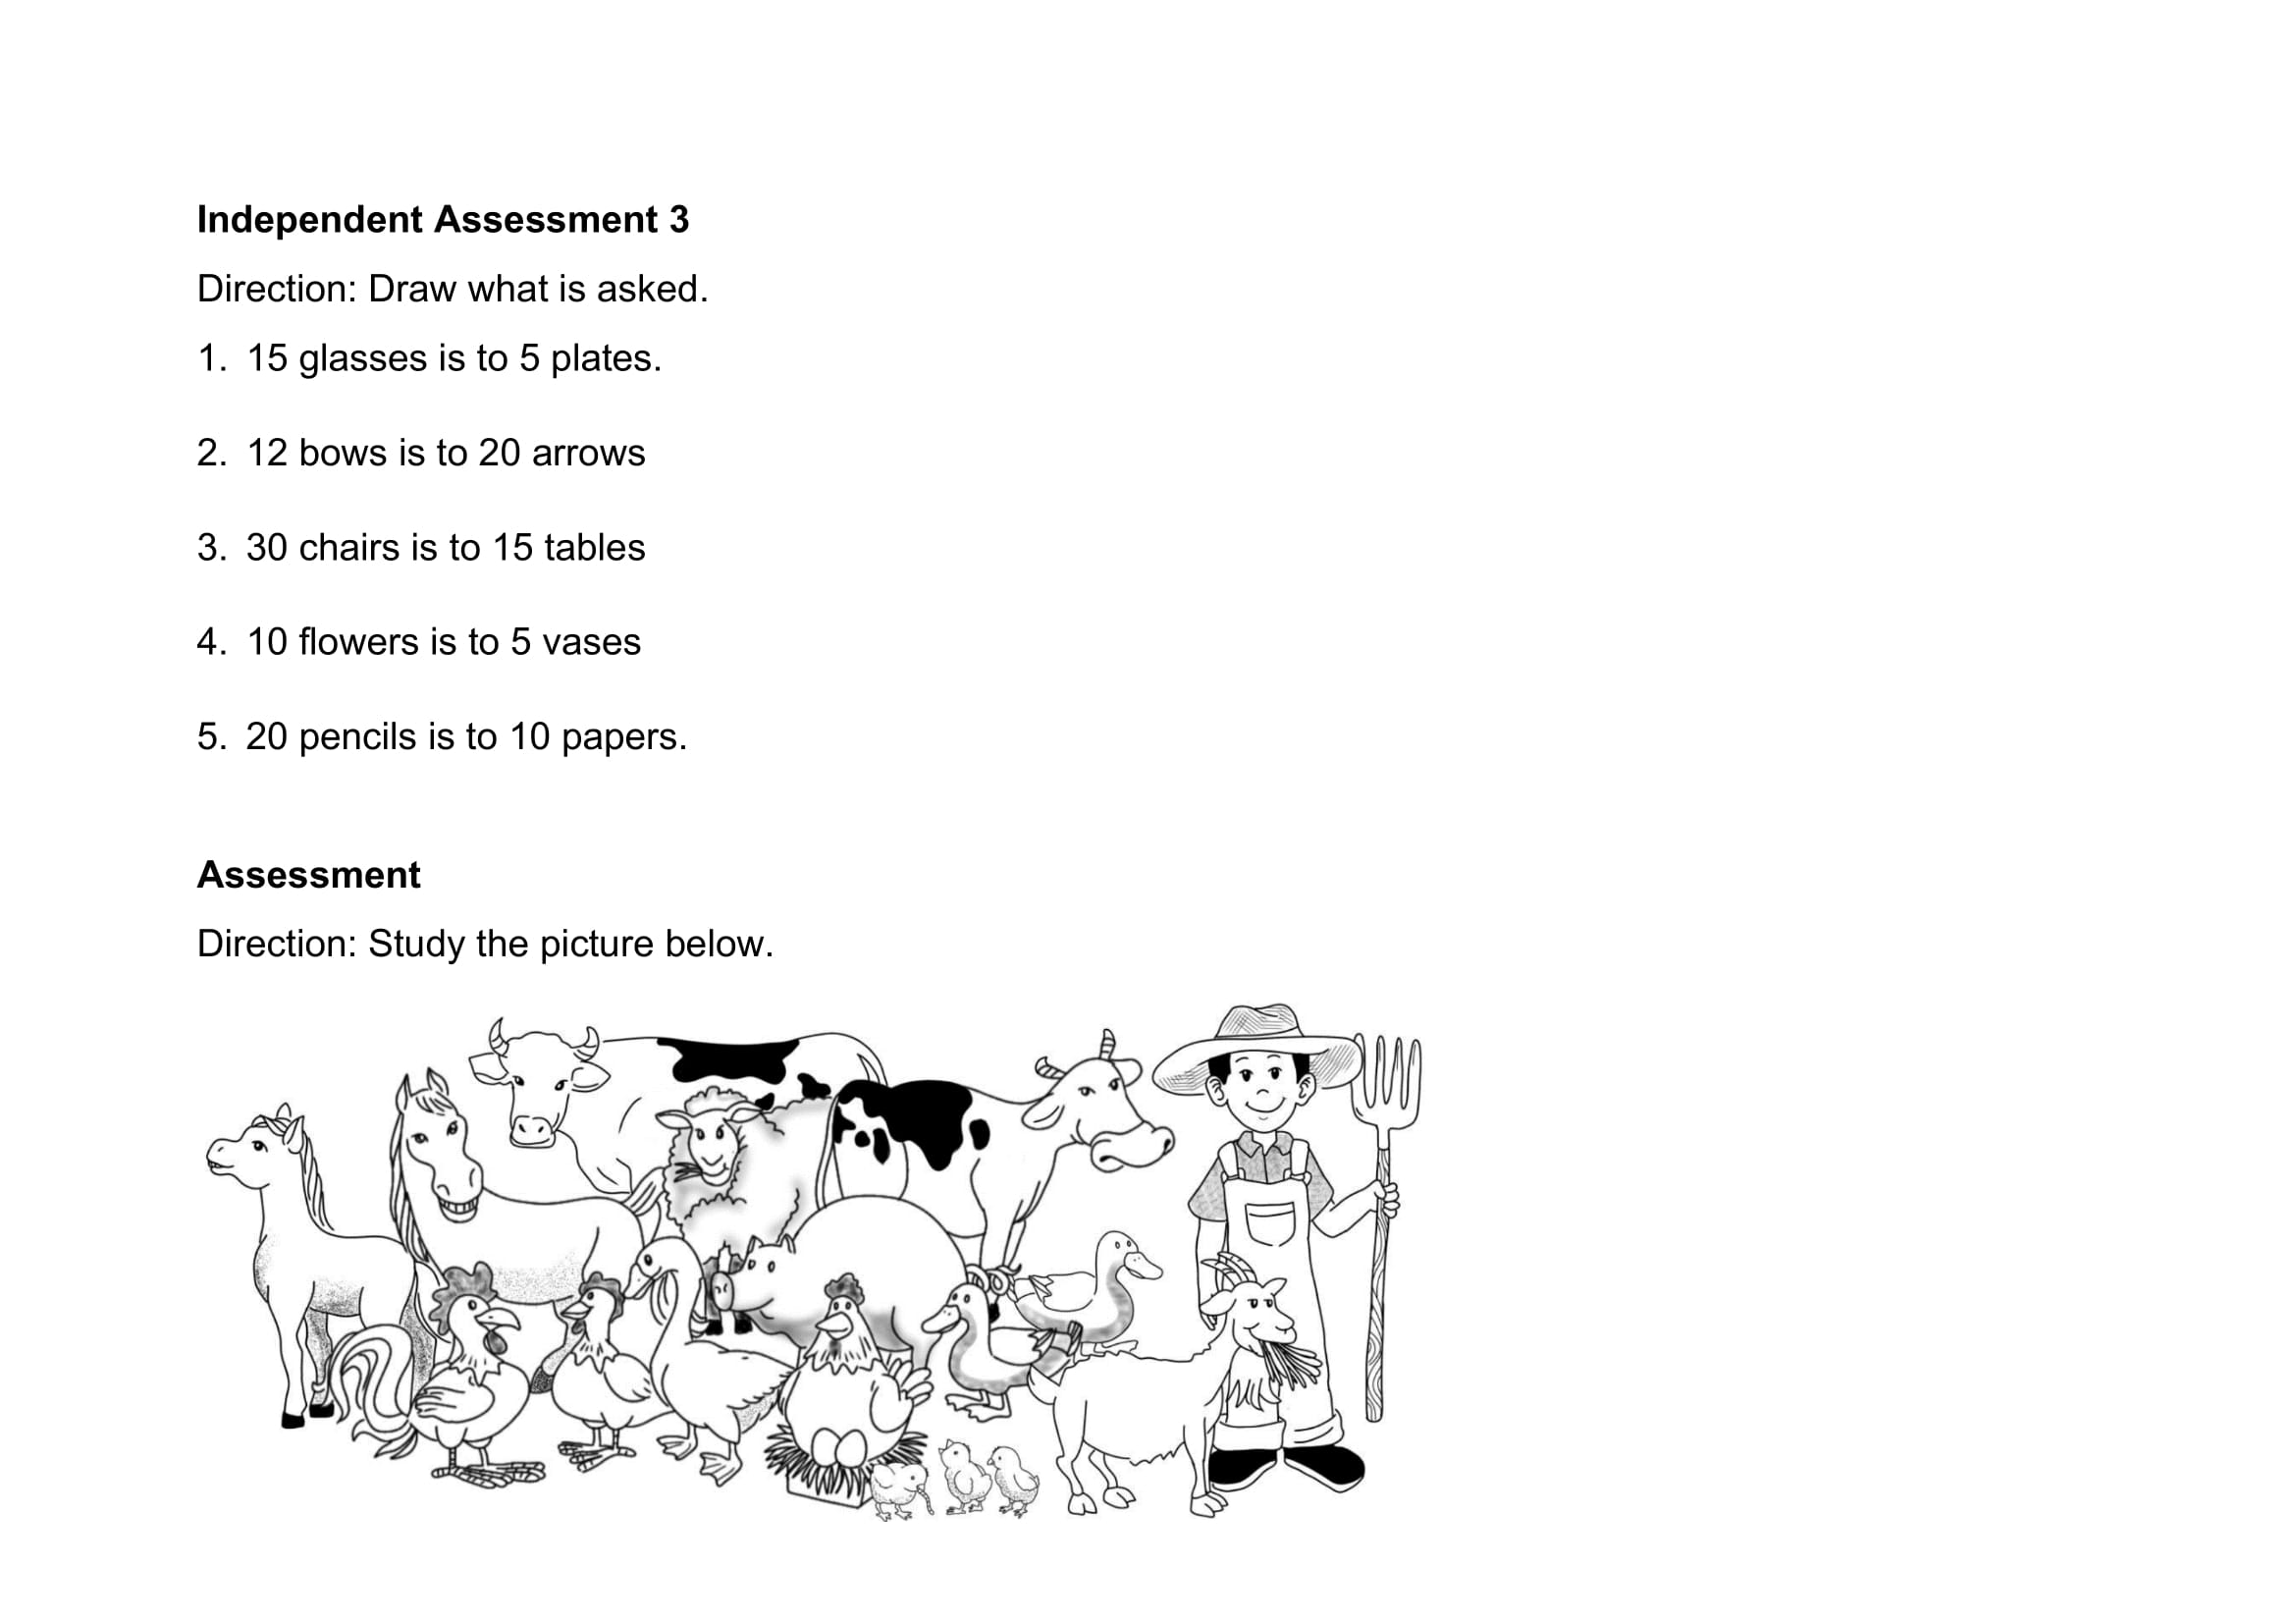 Independent Assessment 3
Direction: Draw what is asked.
1. 15 glasses is to 5 plates.
2. 12 bows is to 20 arrows
3. 30 chairs is to 15 tables
4. 10 flowers is to 5 vases
5. 20 pencils is to 10 papers.
Assessment
Direction: Study the picture below.